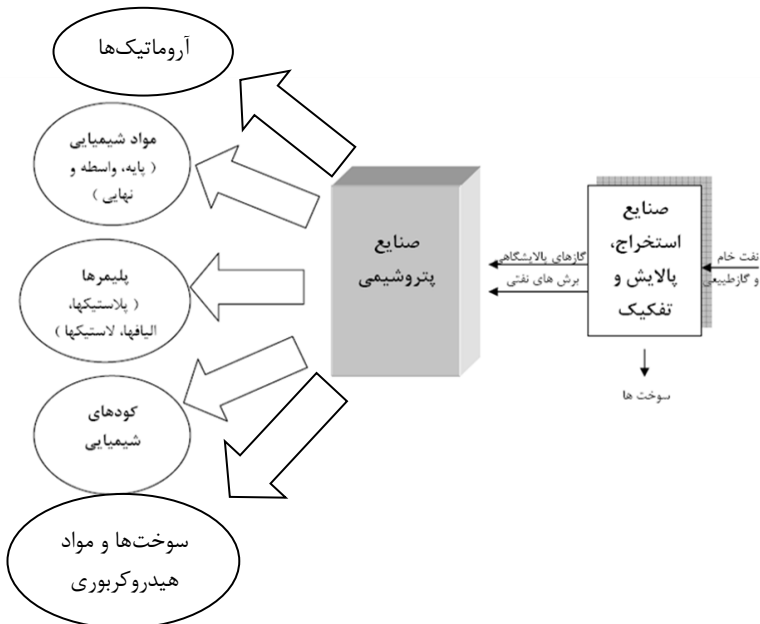 نفت خام
و گازطبیعی
صنایع
استخراج،
پالایش و
تفکیک
سوخت ها
گازهای پالایشگاهی
برش های نفتی
صنایع
پتروشیمی
آروماتیک‌ها
مواد شیمیایی
( پایه، واسطه و
نهایی )
پلیمرها
( پلاستیکها،
الیافها، لاستیکها )
کودهای
شیمیایی
سوخت‌ها و مواد
هیدروکربوری